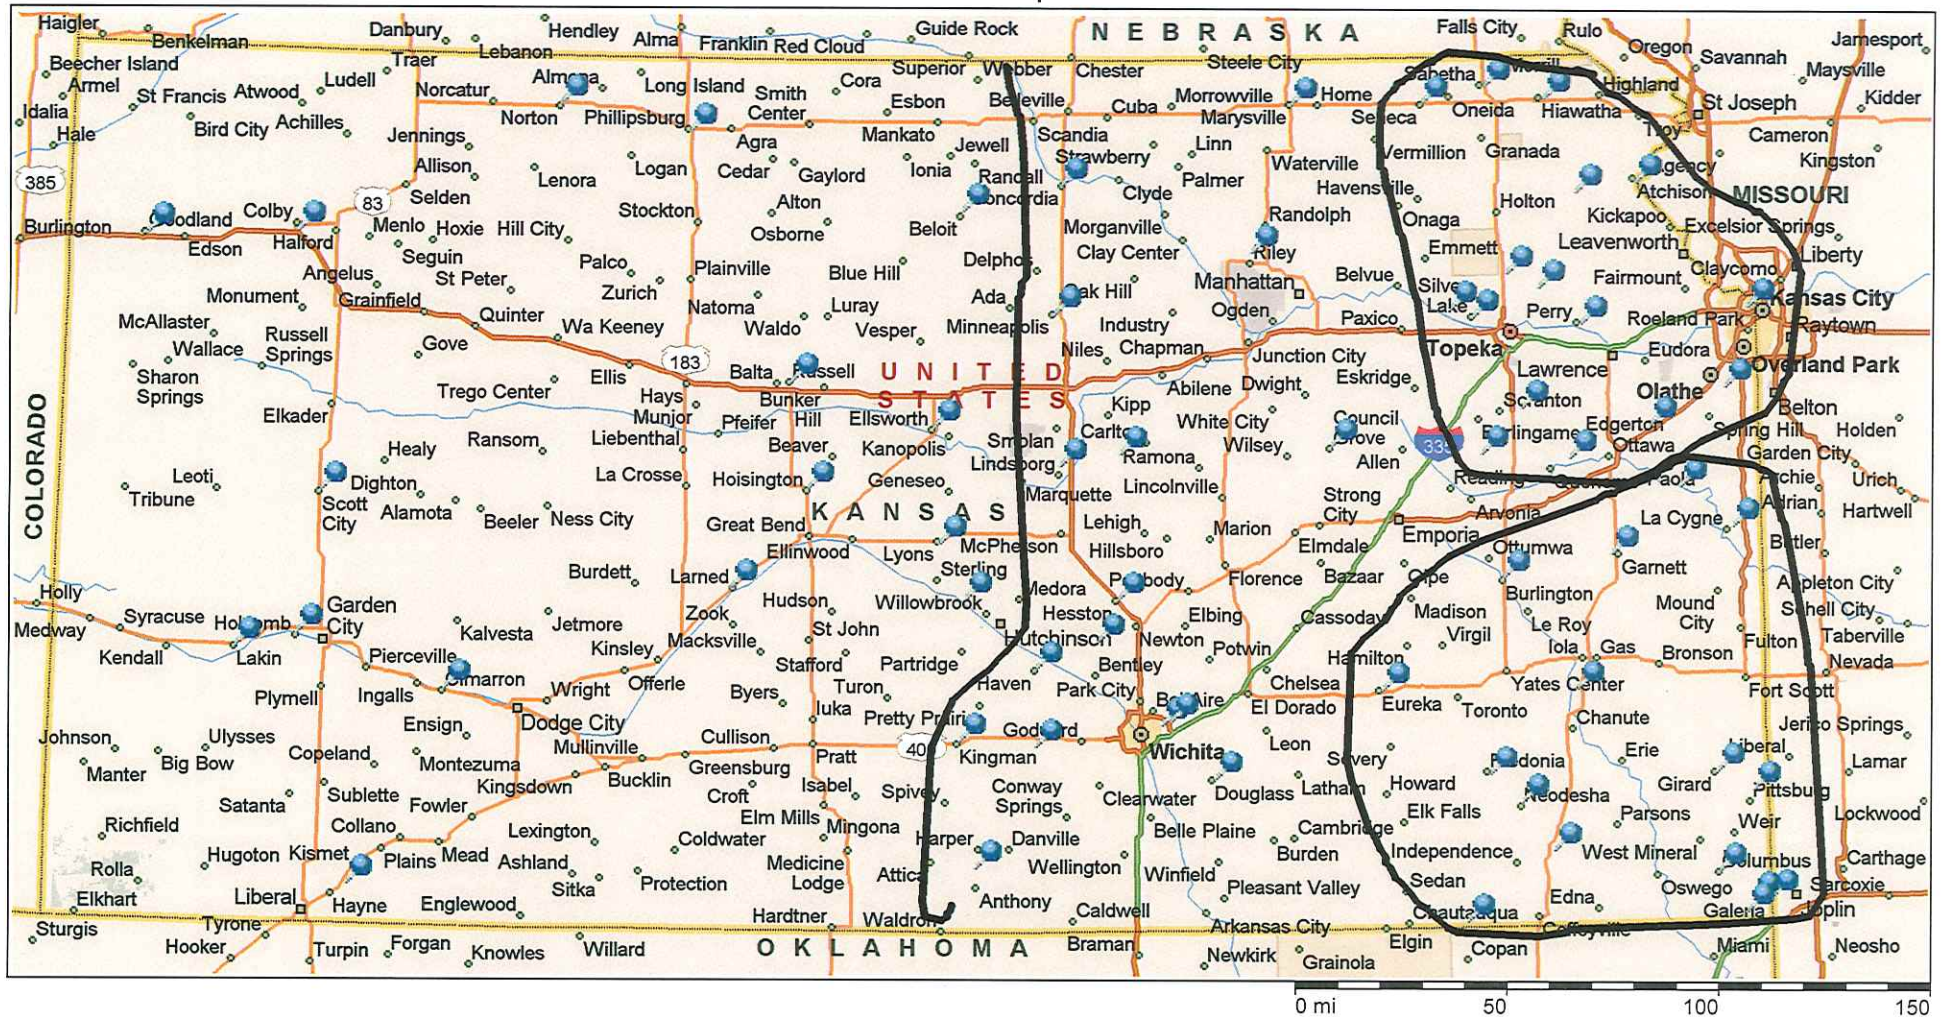 Haigler
Benkelman
Danbury
Lebanon
Hendley
Alma
Franklin Red Cloud
Guide Rock
NEBRASKA
Falls City
Rulo
Oregon
Savannah
Jamesport
Beecher Island
Armel
Traer
Superior
Chester
Steele City
Maysville
Idalia
St Francis
Atwood
Ludell
Norcatur
Long Island
Smith
Center
Cora
Esbon
Belleville
Cuba
Morrowville
Marysville
Home
Seneca
Oneida
Hiawatha
Highland
St Joseph
Kidder
Hale
Bird City
Achilles
Norton
Phillipsburg
Mankato
Scandia
Troy
Cameron
Jennings
Agra
Jewell
Strawberry
Linn
Waterville
Vermillion
Granada
Kingston
385
Allison
Lenora
Logan
Cedar
Gaylord
Ionia
Randall
Clyde
Palmer
Havensville
Atchison
MISSOURI
83
Selden
Colby
Stockton
Alton
Beloit
Randolph
Onaga
Holton
Kickapoo
Excelsior Springs
Burlington
Edson
Halford
Menlo
Hoxie
Hill City
Osborne
Morganville
Clay Center
Riley
Emmett
Leavenworth
Liberty
Seguin
Angelus
St Peter
Palco
Zurich
Plainville
Blue Hill
Delphos
Manhattan
Belvue
Silver
Lake
Fairmount
Claycomo
Monument
Grainfield
Natoma
Luray
Ada
Oak Hill
Ogden
Perry
Kansas City
McAllaster
Wallace
Russell
Springs
Quinter
Wa Keeney
Waldo
Vesper
Minneapolis
Industry
Paxico
Roeland Park
Raytown
Gove
183
Niles
Chapman
Junction City
Topeka
Eudora
Sharon
Springs
Trego Center
Ellis
Balta
Russell
UNITED
STATES
Abilene
Dwight
Eskridge
Lawrence
Overland Park
Olathe
Elkader
Hays
Munjor
Bunker
Hill
Pfeifer
Ellsworth
Kipp
White City
Council
Grove
Scranton
Belton
COLORADO
Healy
Ransom
Liebenthal
Beaver
Kanopolis
Smolan
Wilsey
335
Burlingame
Edgerton
Ottawa
Spring Hill
Holden
Leoti
Tribune
Dighton
La Crosse
Hoisington
Geneseo
Lindsborg
Ramona
Allen
Reading
Paola
Garden City
Archie
Urich
Scott
City
Alamota
Beeler
Ness City
Great Bend
KANSAS
Marquette
Lincolnville
Strong
City
Arvonia
La Cygne
Adrian
Hartwell
Ellinwood
Lyons
McPherson
Lehigh
Hillsboro
Marion
Elmdale
Emporia
Ottumwa
Butler
Burdett
Larned
Sterling
Peabody
Florence
Bazaar
Olpe
Garnett
Appleton City
Holly
Syracuse
Holcomb
Garden
City
Zook
Hudson
Willowbrook
Medora
Hesston
Elbing
Cassoday
Madison
Burlington
Mound
City
Schell City
Medway
Kendall
Lakin
Kalvesta
Jetmore
Kinsley
Macksville
St John
Hutchinson
Newton
Virgil
Le Roy
Fulton
Taberville
Pierceville
Cimarron
Offerle
Stafford
Partridge
Bentley
Potwin
Hamilton
Iola
Gas
Bronson
Nevada
Plymell
Ingalls
Wright
Byers
Turon
Haven
Park City
Bel Aire
Chelsea
Eureka
Yates Center
Fort Scott
Ensign
Dodge City
Iuka
Pretty Prairie
Goddard
El Dorado
Toronto
Chanute
Jerico Springs
Johnson
Ulysses
Copeland
Mullinville
Cullison
Pratt
400
Kingman
Wichita
Leon
Severy
Fredonia
Erie
Liberal
Manter
Big Bow
Montezuma
Bucklin
Greensburg
Lamar
Satanta
Sublette
Kingsdown
Croft
Isabel
Spivey
Conway
Springs
Clearwater
Douglass
Latham
Howard
Neodesha
Girard
Pittsburg
Richfield
Collano
Fowler
Lexington
Elm Mills
Mingona
Harper
Danville
Belle Plaine
Cambridge
Elk Falls
Parsons
Weir
Lockwood
Rolla
Hugoton
Kismet
Plains
Mead
Ashland
Coldwater
Medicine
Lodge
Wellington
Burden
Independence
West Mineral
Columbus
Carthage
Elkhart
Liberal
Hayne
Englewood
Sitka
Protection
Attica
Anthony
Winfield
Pleasant Valley
Sedan
Chautauqua
Edna
Oswego
Galena
Sarcoxie
Joplin
Sturgis
Tyrone
Hardtner
Waldron
Caldwell
Arkansas City
Coffeyville
Hooker
Turpin
Forgan
Knowles
Willard
OKLAHOMA
Braman
Newkirk
Grainola
Elgin
Copan
Miami
Neosho
0 mi 50 100 150